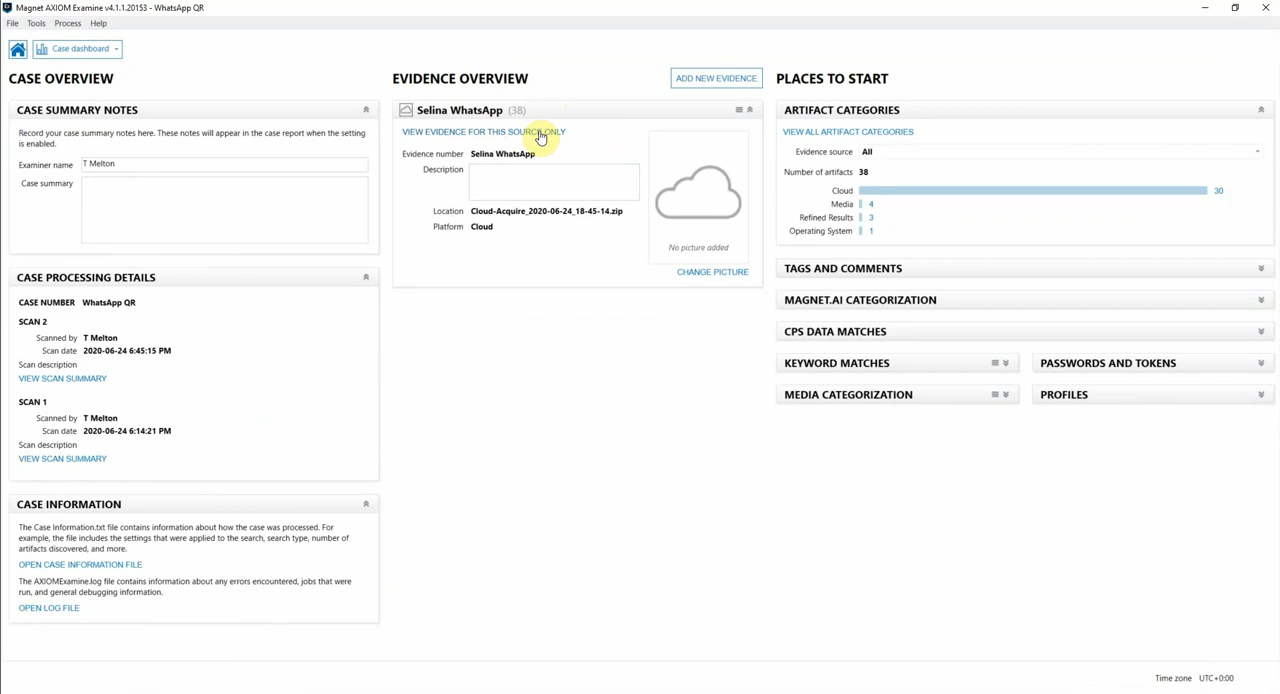 Magnet AXIOM Examine v4.1.1.20153 - WhatsApp QR
File Tools Process Help
Case dashboard
CASE OVERVIEW
CASE SUMMARY NOTES
Record your case summary notes here. These notes will appear in the case report when the setting
is enabled.
Examiner name T Melton
Case summary
CASE PROCESSING DETAILS
CASE NUMBER WhatsApp QR
SCAN 2
Scanned by T Melton
Scan date 2020-06-24 6:45:15 PM
Scan description
VIEW SCAN SUMMARY
SCAN 1
Scanned by T Melton
Scan date 2020-06-24 6:14:21 PM
Scan description
VIEW SCAN SUMMARY
CASE INFORMATION
The Case Information.txt file contains information about how the case was processed. For
example, the file includes the settings that were applied to the search, search type, number of
artifacts discovered, and more.
OPEN CASE INFORMATION FILE
The AXIOMExamine.log file contains information about any errors encountered, jobs that were
run, and general debugging information.
OPEN LOG FILE
EVIDENCE OVERVIEW
ADD NEW EVIDENCE
Selina WhatsApp (38)
VIEW EVIDENCE FOR THIS SOURCE ONLY
Evidence number Selina WhatsApp
Description
Location Cloud-Acquire_2020-06-24_18-45-14.zip
Platform Cloud
No picture added
CHANGE PICTURE
PLACES TO START
ARTIFACT CATEGORIES
VIEW ALL ARTIFACT CATEGORIES
Evidence source All
Number of artifacts 38
Cloud 30
Media 4
Refined Results 3
Operating System 1
TAGS AND COMMENTS
MAGNET.AI CATEGORIZATION
CPS DATA MATCHES
KEYWORD MATCHES
PASSWORDS AND TOKENS
MEDIA CATEGORIZATION
PROFILES
Time zone UTC+0:00